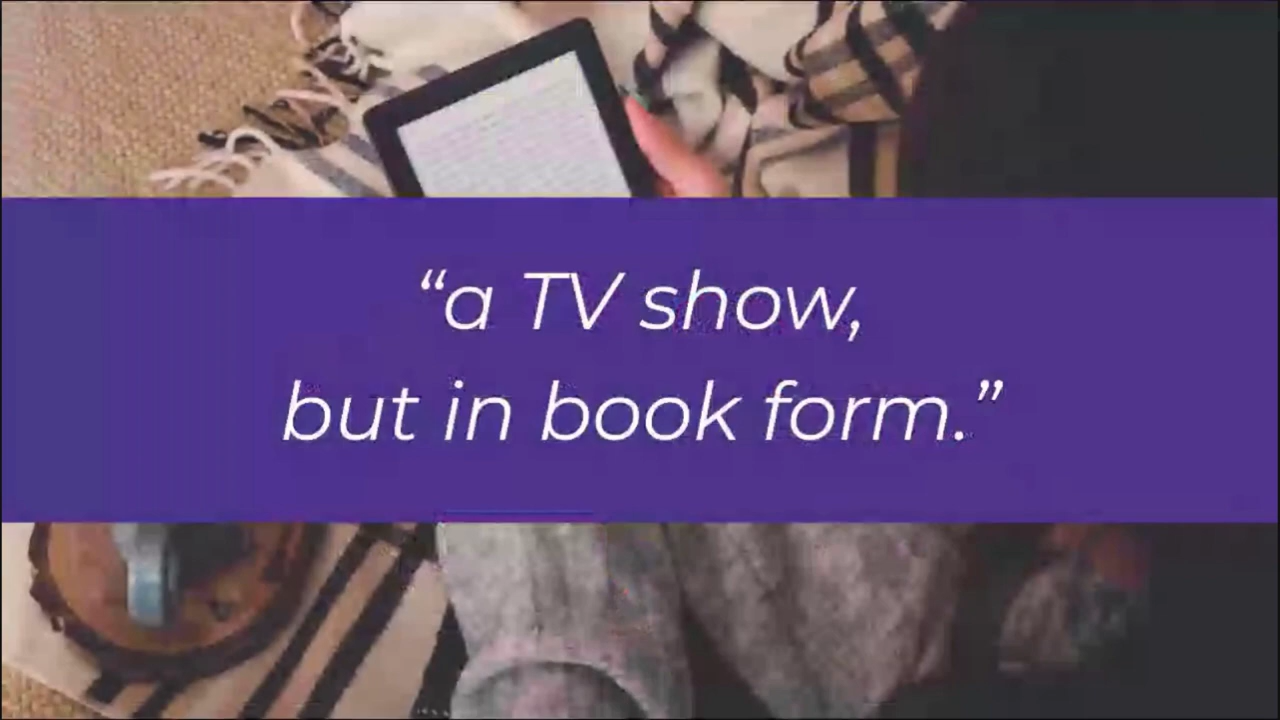 “a TV show,
but in book form.”